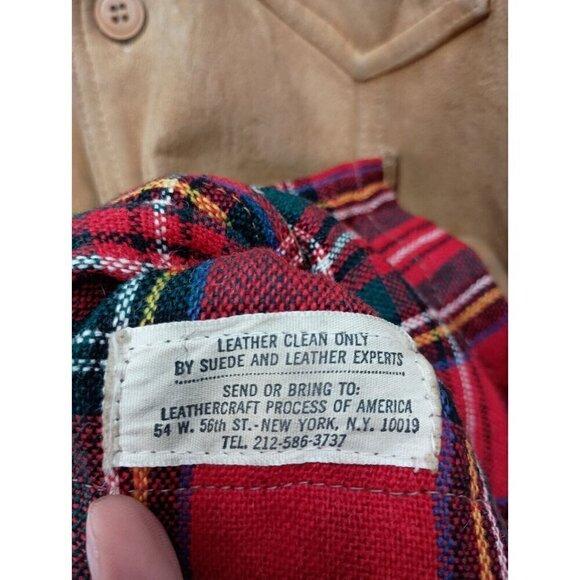 LEATHER CLEAN ONLY
BY SUEDE AND LEATHER EXPERTS
SEND OR BRING TO:
LEATHERCRAFT PROCESS OF AMERICA
54 W. 56th ST.-NEW YORK, N.Y. 10019
TEL. 212-586-3737